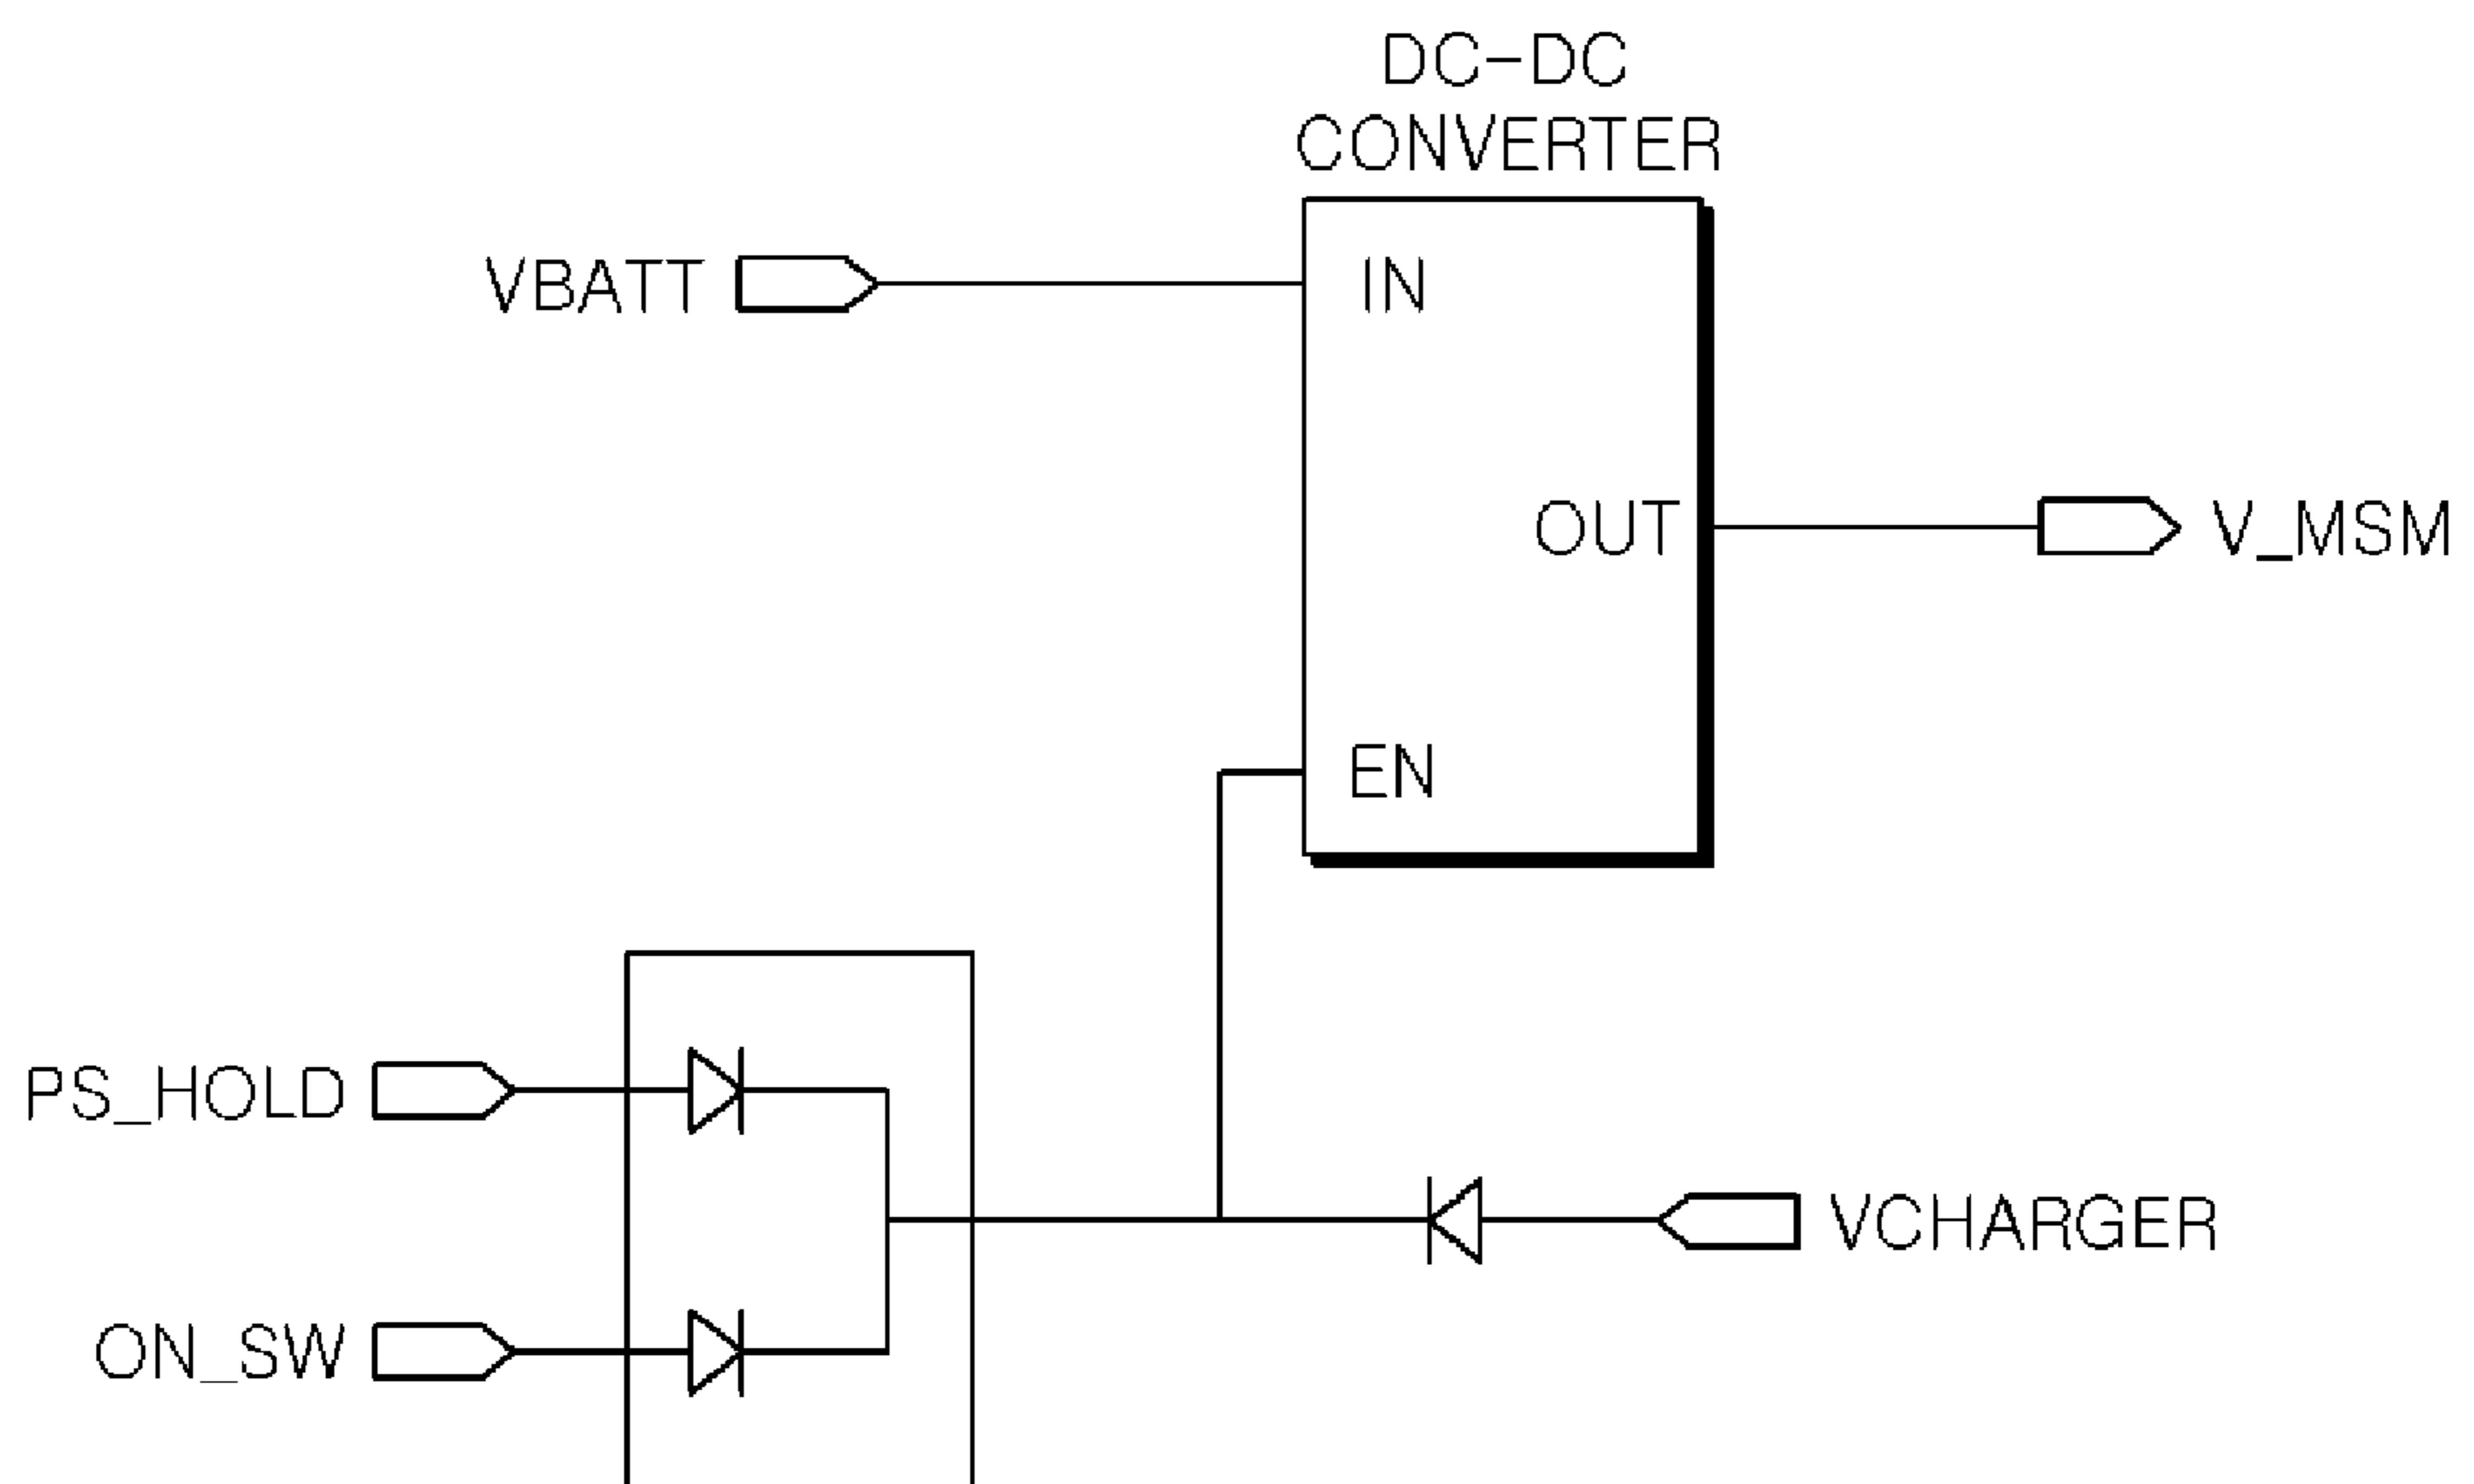 DC-DC
CONVERTER
VBATT
IN
OUT
V_MSM
EN
PS_HOLD
VCHARGER
ON_SW